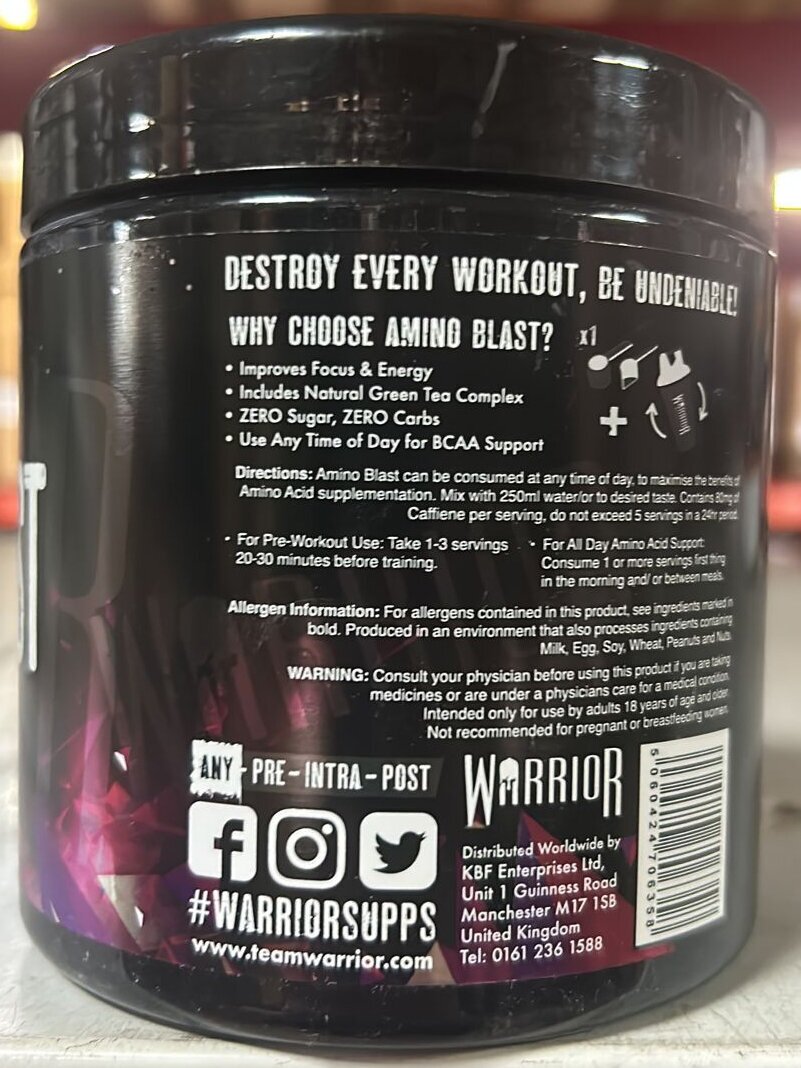 DESTROY EVERY WORKOUT, BE UNDENIABLE!
WHY CHOOSE AMINO BLAST?
x1
• Improves Focus & Energy
• Includes Natural Green Tea Complex
• ZERO Sugar, ZERO Carbs
• Use Any Time of Day for BCAA Support
+
WARRIOR
Directions: Amino Blast can be consumed at any time of day, to maximise the benefits of
Amino Acid supplementation. Mix with 250ml water/or to desired taste. Contains 80mg of
Caffiene per serving, do not exceed 5 servings in a 24hr period.
• For Pre-Workout Use: Take 1-3 servings
20-30 minutes before training.
• For All Day Amino Acid Support:
Consume 1 or more servings first thing
in the morning and/ or between meals.
Allergen Information: For allergens contained in this product, see ingredients marked in
bold. Produced in an environment that also processes ingredients containing
Milk, Egg, Soy, Wheat, Peanuts and Nuts.
WARNING: Consult your physician before using this product if you are taking
medicines or are under a physicians care for a medical condition.
Intended only for use by adults 18 years of age and older.
Not recommended for pregnant or breastfeeding women.
ANY - PRE - INTRA - POST
#WARRIORSUPPS
www.teamwarrior.com
WARRIOR
Distributed Worldwide by
KBF Enterprises Ltd,
Unit 1 Guinness Road
Manchester M17 1SB
United Kingdom
Tel: 0161 236 1588
5060424706358